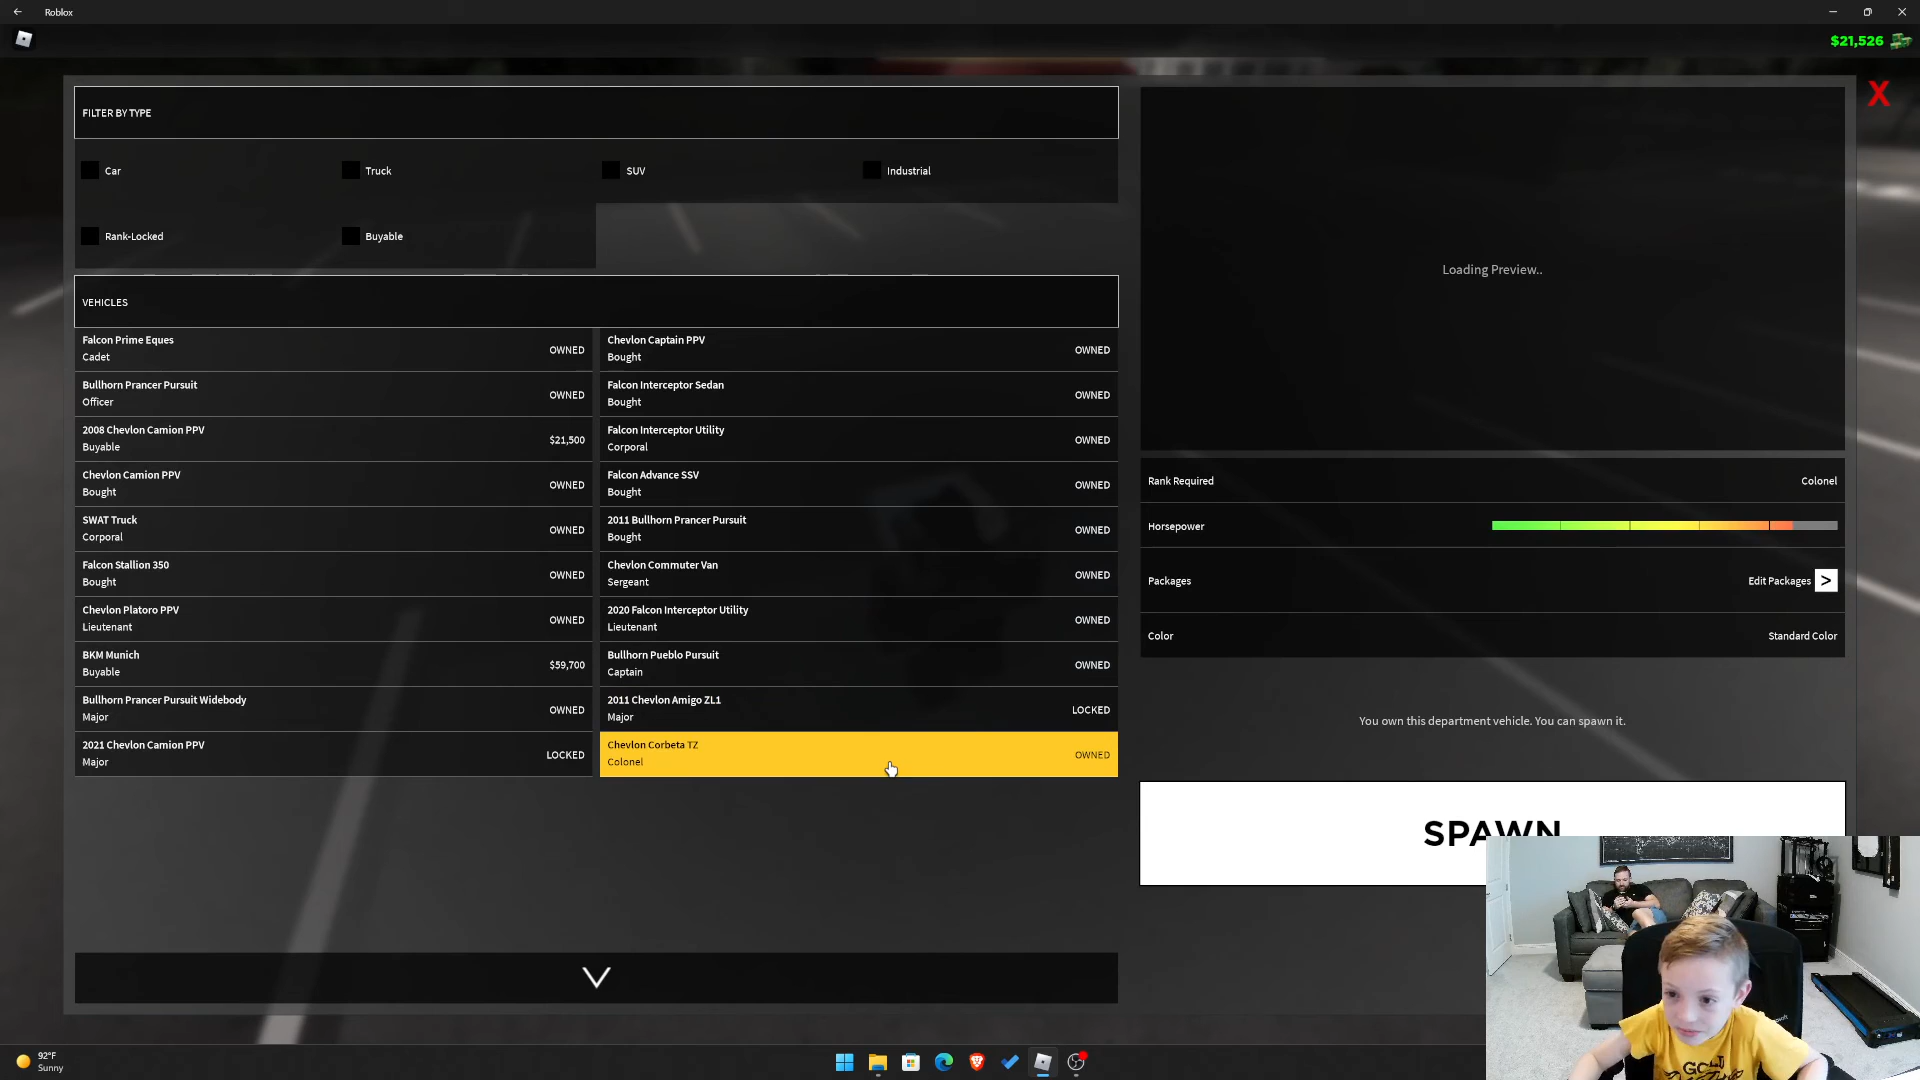 Roblox
$21,526
X
FILTER BY TYPE
Car
Truck
SUV
Industrial
Rank-Locked
Buyable
VEHICLES
Falcon Prime Eques
Cadet
OWNED
Chevlon Captain PPV
Bought
OWNED
Bullhorn Prancer Pursuit
Officer
OWNED
Falcon Interceptor Sedan
Bought
OWNED
2008 Chevlon Camion PPV
Buyable
$21,500
Falcon Interceptor Utility
Corporal
OWNED
Chevlon Camion PPV
Bought
OWNED
Falcon Advance SSV
Bought
OWNED
SWAT Truck
Corporal
OWNED
2011 Bullhorn Prancer Pursuit
Bought
OWNED
Falcon Stallion 350
Bought
OWNED
Chevlon Commuter Van
Sergeant
OWNED
Chevlon Platoro PPV
Lieutenant
OWNED
2020 Falcon Interceptor Utility
Lieutenant
OWNED
BKM Munich
Buyable
$59,700
Bullhorn Pueblo Pursuit
Captain
OWNED
Bullhorn Prancer Pursuit Widebody
Major
OWNED
2011 Chevlon Amigo ZL1
Major
LOCKED
2021 Chevlon Camion PPV
Major
LOCKED
Chevlon Corbeta TZ
Colonel
OWNED
Loading Preview..
Rank Required
Colonel
Horsepower
Packages
Edit Packages >
Color
Standard Color
You own this department vehicle. You can spawn it.
SPAWN
92°F
Sunny